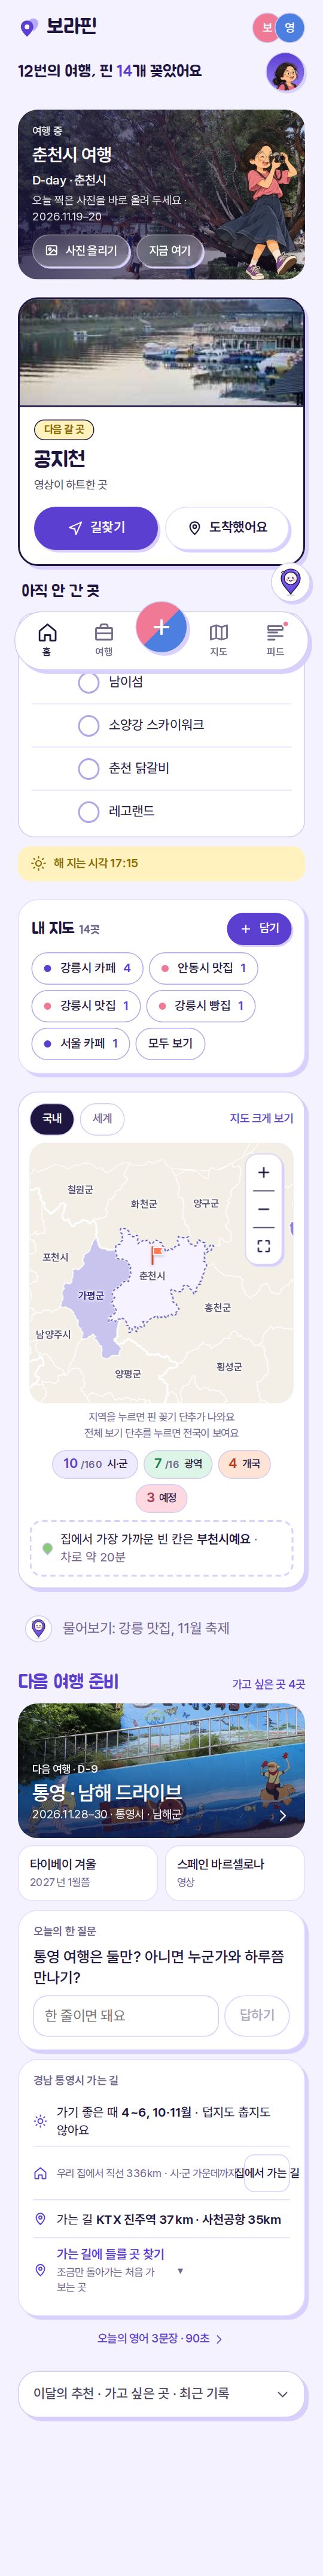 보라핀
보 영
12번의 여행, 핀 14개 꽂았어요
여행 중
춘천시 여행
D-day · 춘천시
오늘 찍은 사진을 바로 올려 두세요 ·
2026.11.19–20
사진 올리기
지금 여기
다음 갈 곳
공지천
영상이 하트한 곳
길찾기
도착했어요
아직 안 간 곳
홈
여행
지도
피드
남이섬
소양강 스카이워크
춘천 닭갈비
레고랜드
해 지는 시각 17:15
내 지도 14곳
+ 담기
강릉시 카페 4
안동시 맛집 1
강릉시 맛집 1
강릉시 빵집 1
서울 카페 1
모두 보기
국내
세계
지도 크게 보기
철원군
화천군
양구군
포천시
춘천시
가평군
홍천군
남양주시
횡성군
양평군
지역을 누르면 핀 꽂기 단추가 나와요
전체 보기 단추를 누르면 전국이 보여요
10 /160 시·군
7 /16 광역
4 개국
3 예정
집에서 가장 가까운 빈 칸은 부천시예요 ·
차로 약 20분
물어보기: 강릉 맛집, 11월 축제
다음 여행 준비
가고 싶은 곳 4곳
다음 여행 · D-9
통영·남해 드라이브
2026.11.28–30 · 통영시 · 남해군
타이베이 겨울
2027년 1월쯤
스페인 바르셀로나
영상
오늘의 한 질문
통영 여행은 둘만? 아니면 누군가와 하루쯤
만나기?
한 줄이면 돼요
답하기
경남 통영시 가는 길
가기 좋은 때 4~6, 10·11월 · 덥지도 춥지도
않아요
우리 집에서 직선 336km · 시·군 가운데까지
집에서 가는 길
가는 길 KTX 진주역 37km · 사천공항 35km
가는 길에 들를 곳 찾기
조금만 돌아가는 처음 가
보는 곳
▼
오늘의 영어 3문장 · 90초
이달의 추천 · 가고 싶은 곳 · 최근 기록